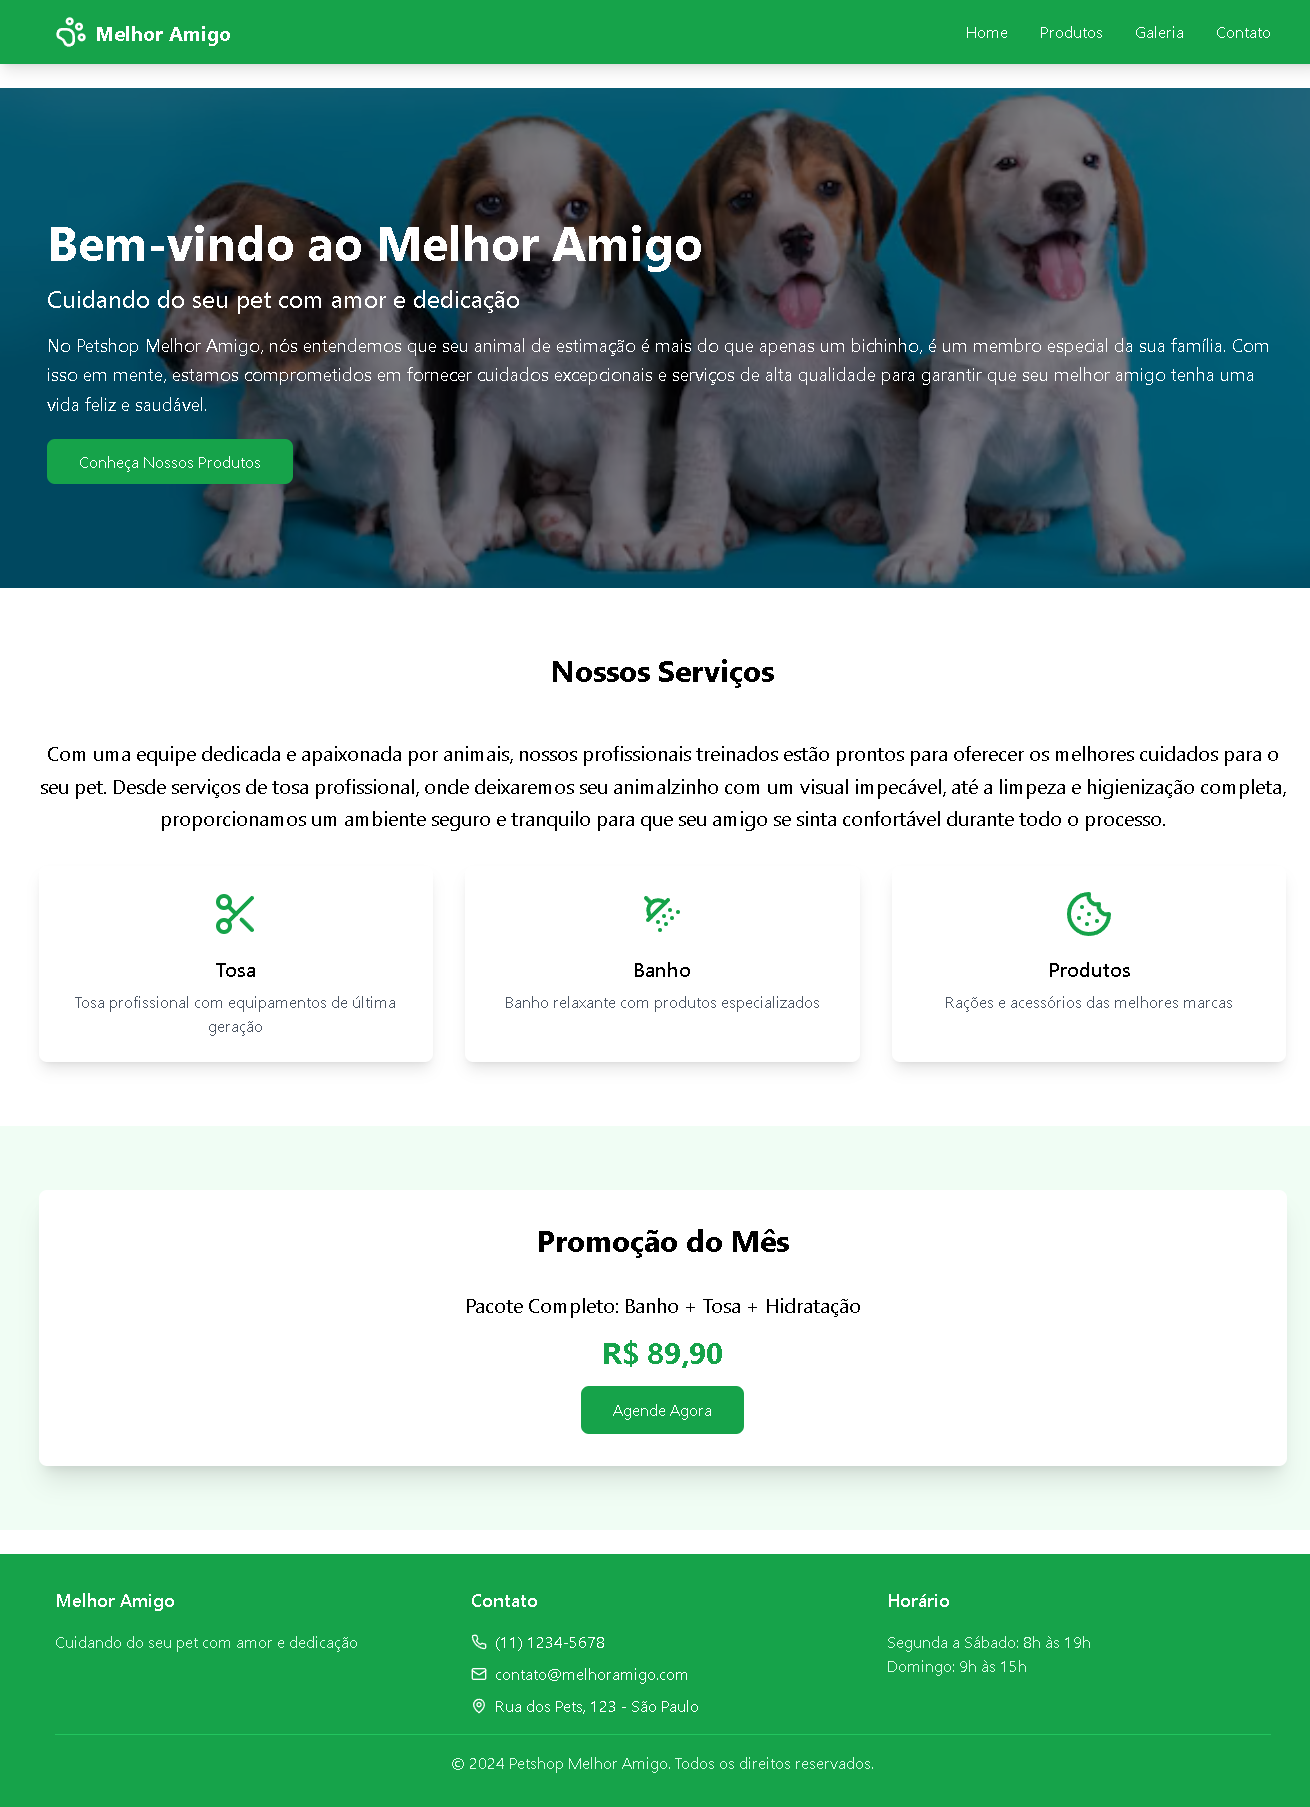 Melhor Amigo
Home
Produtos
Galeria
Contato
Bem-vindo ao Melhor Amigo
Cuidando do seu pet com amor e dedicação
No Petshop Melhor Amigo, nós entendemos que seu animal de estimação é mais do que apenas um bichinho, é um membro especial da sua família. Com
isso em mente, estamos comprometidos em fornecer cuidados excepcionais e serviços de alta qualidade para garantir que seu melhor amigo tenha uma
vida feliz e saudável.
Conheça Nossos Produtos
Nossos Serviços
Com uma equipe dedicada e apaixonada por animais, nossos profissionais treinados estão prontos para oferecer os melhores cuidados para o
seu pet. Desde serviços de tosa profissional, onde deixaremos seu animalzinho com um visual impecável, até a limpeza e higienização completa,
proporcionamos um ambiente seguro e tranquilo para que seu amigo se sinta confortável durante todo o processo.
Tosa
Tosa profissional com equipamentos de última
geração
Banho
Banho relaxante com produtos especializados
Produtos
Rações e acessórios das melhores marcas
Promoção do Mês
Pacote Completo: Banho + Tosa + Hidratação
R$ 89,90
Agende Agora
Melhor Amigo
Cuidando do seu pet com amor e dedicação
Contato
(11) 1234-5678
contato@melhoramigo.com
Rua dos Pets, 123 - São Paulo
Horário
Segunda a Sábado: 8h às 19h
Domingo: 9h às 15h
© 2024 Petshop Melhor Amigo. Todos os direitos reservados.